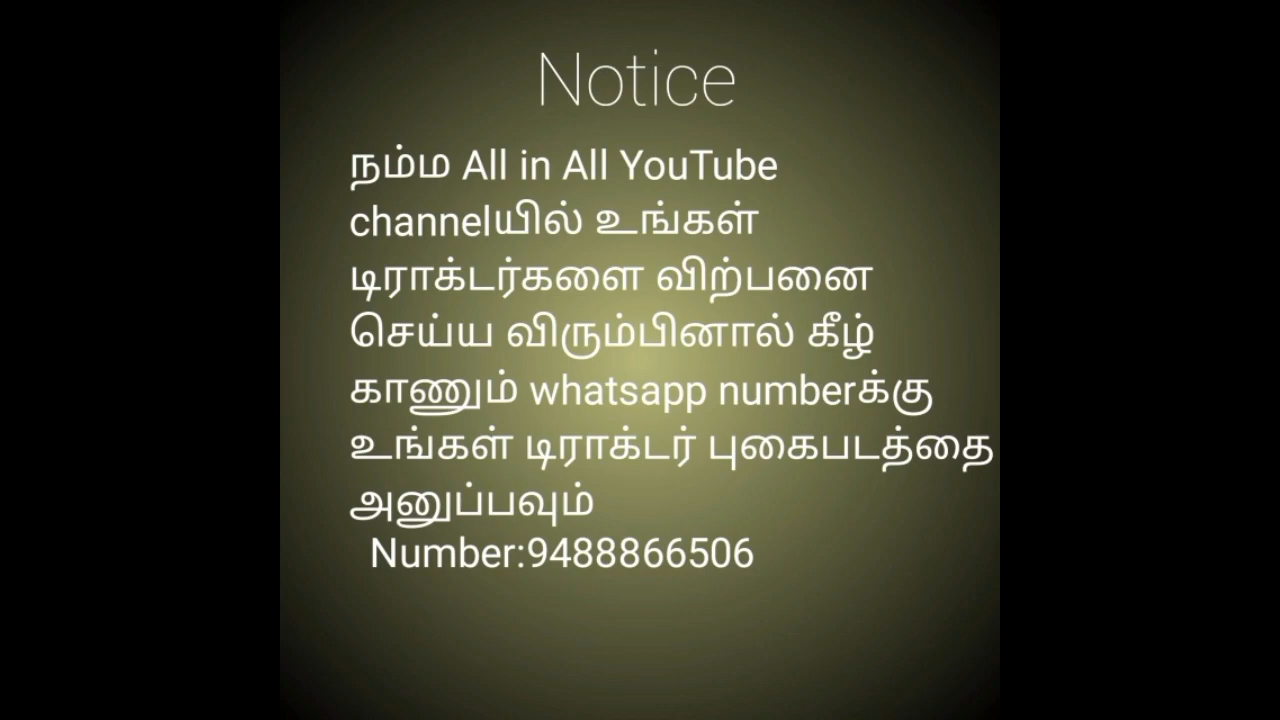 Notice
நம்ம All in All YouTube
channelயில் உங்கள்
டிராக்டர்களை விற்பனை
செய்ய விரும்பினால் கீழ்
காணும் whatsapp numberக்கு
உங்கள் டிராக்டர் புகைபடத்தை
அனுப்பவும்
Number:9488866506